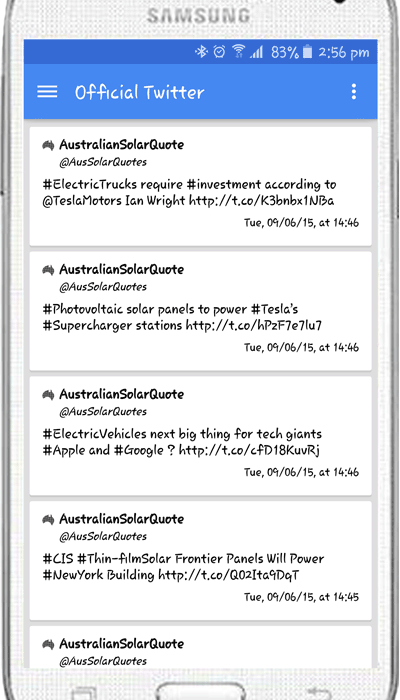 SAMSUNG
83% 2:56 pm
Official Twitter
AustralianSolarQuote
@AusSolarQuotes
#ElectricTrucks require #investment according to
@TeslaMotors Ian Wright http://t.co/K3bnbx1NBa
Tue, 09/06/15, at 14:46
AustralianSolarQuote
@AusSolarQuotes
#Photovoltaic solar panels to power #Tesla's
#Supercharger stations http://t.co/hPzF7e7lu7
Tue, 09/06/15, at 14:46
AustralianSolarQuote
@AusSolarQuotes
#ElectricVehicles next big thing for tech giants
#Apple and #Google ? http://t.co/cfD18KuvRj
Tue, 09/06/15, at 14:46
AustralianSolarQuote
@AusSolarQuotes
#CIS #Thin-filmSolar Frontier Panels Will Power
#NewYork Building http://t.co/Q02Ita9DqT
Tue, 09/06/15, at 14:45
AustralianSolarQuote
@AusSolarQuotes